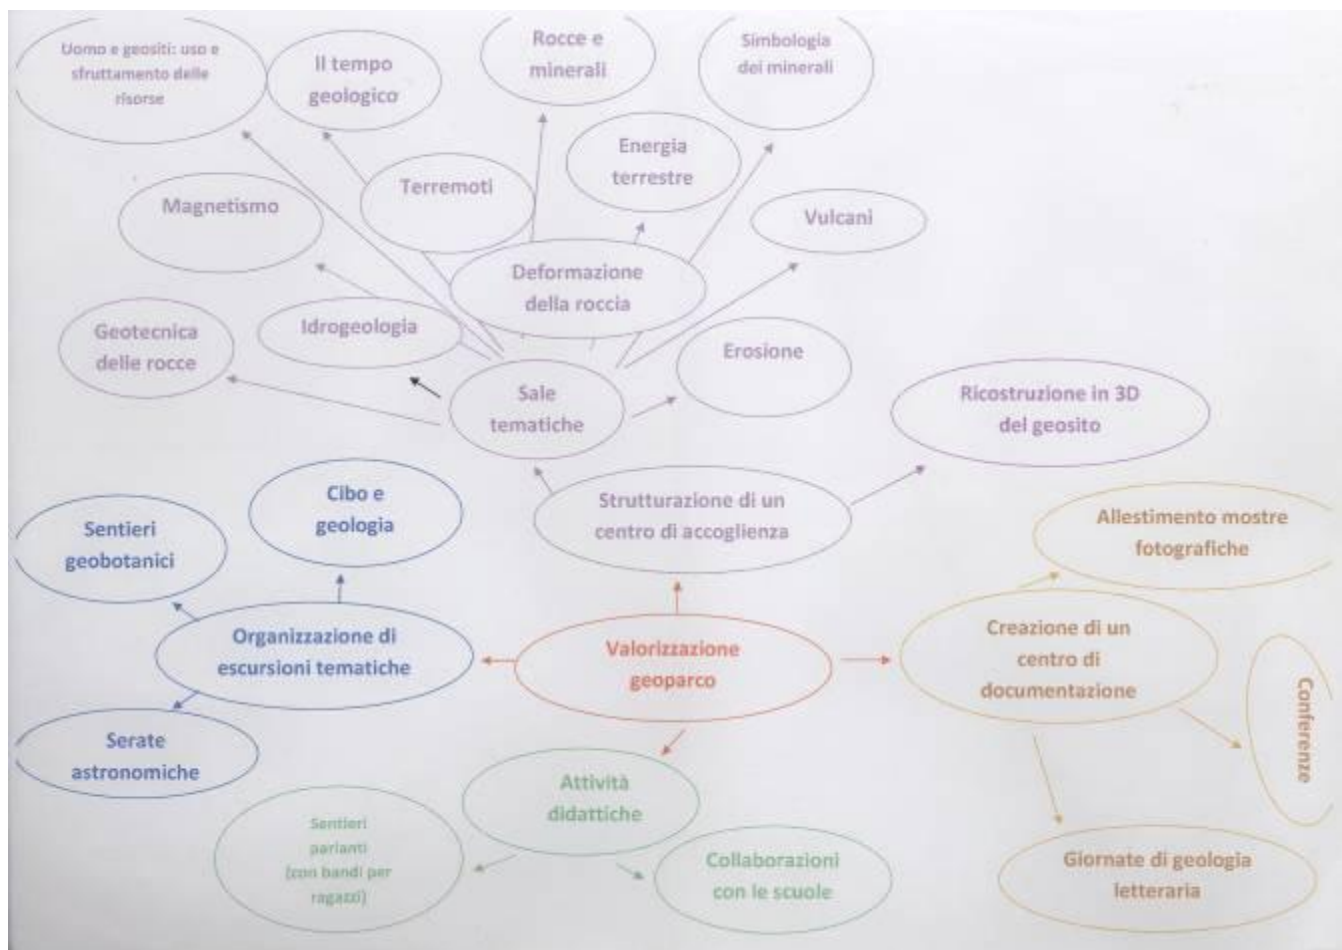 Uomo e geositi: uso e
sfruttamento delle
risorse
Il tempo
geologico
Rocce e
minerali
Simbologia
dei minerali
Energia
terrestre
Terremoti
Magnetismo
Vulcani
Deformazione
della roccia
Geotecnica
delle rocce
Idrogeologia
Erosione
Sale
tematiche
Ricostruzione in 3D
del geosito
Strutturazione di un
centro di accoglienza
Cibo e
geologia
Sentieri
geobotanici
Allestimento mostre
fotografiche
Organizzazione di
escursioni tematiche
Valorizzazione
geoparco
Creazione di un
centro di
documentazione
Conferenze
Serate
astronomiche
Attività
didattiche
Sentieri
parlanti
(con bandi per
ragazzi)
Collaborazioni
con le scuole
Giornate di geologia
letteraria